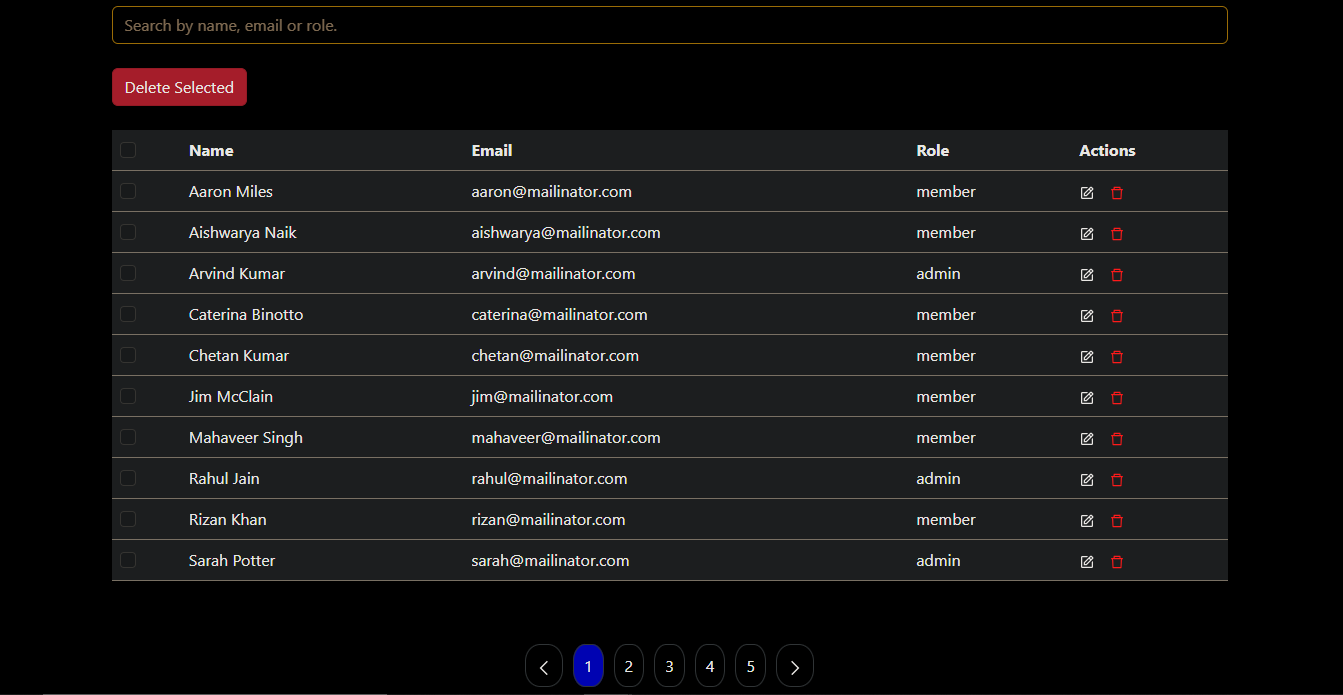 Search by name, email or role.
Delete Selected
Name Email Role Actions
Aaron Miles aaron@mailinator.com member
Aishwarya Naik aishwarya@mailinator.com member
Arvind Kumar arvind@mailinator.com admin
Caterina Binotto caterina@mailinator.com member
Chetan Kumar chetan@mailinator.com member
Jim McClain jim@mailinator.com member
Mahaveer Singh mahaveer@mailinator.com member
Rahul Jain rahul@mailinator.com admin
Rizan Khan rizan@mailinator.com member
Sarah Potter sarah@mailinator.com admin
1 2 3 4 5